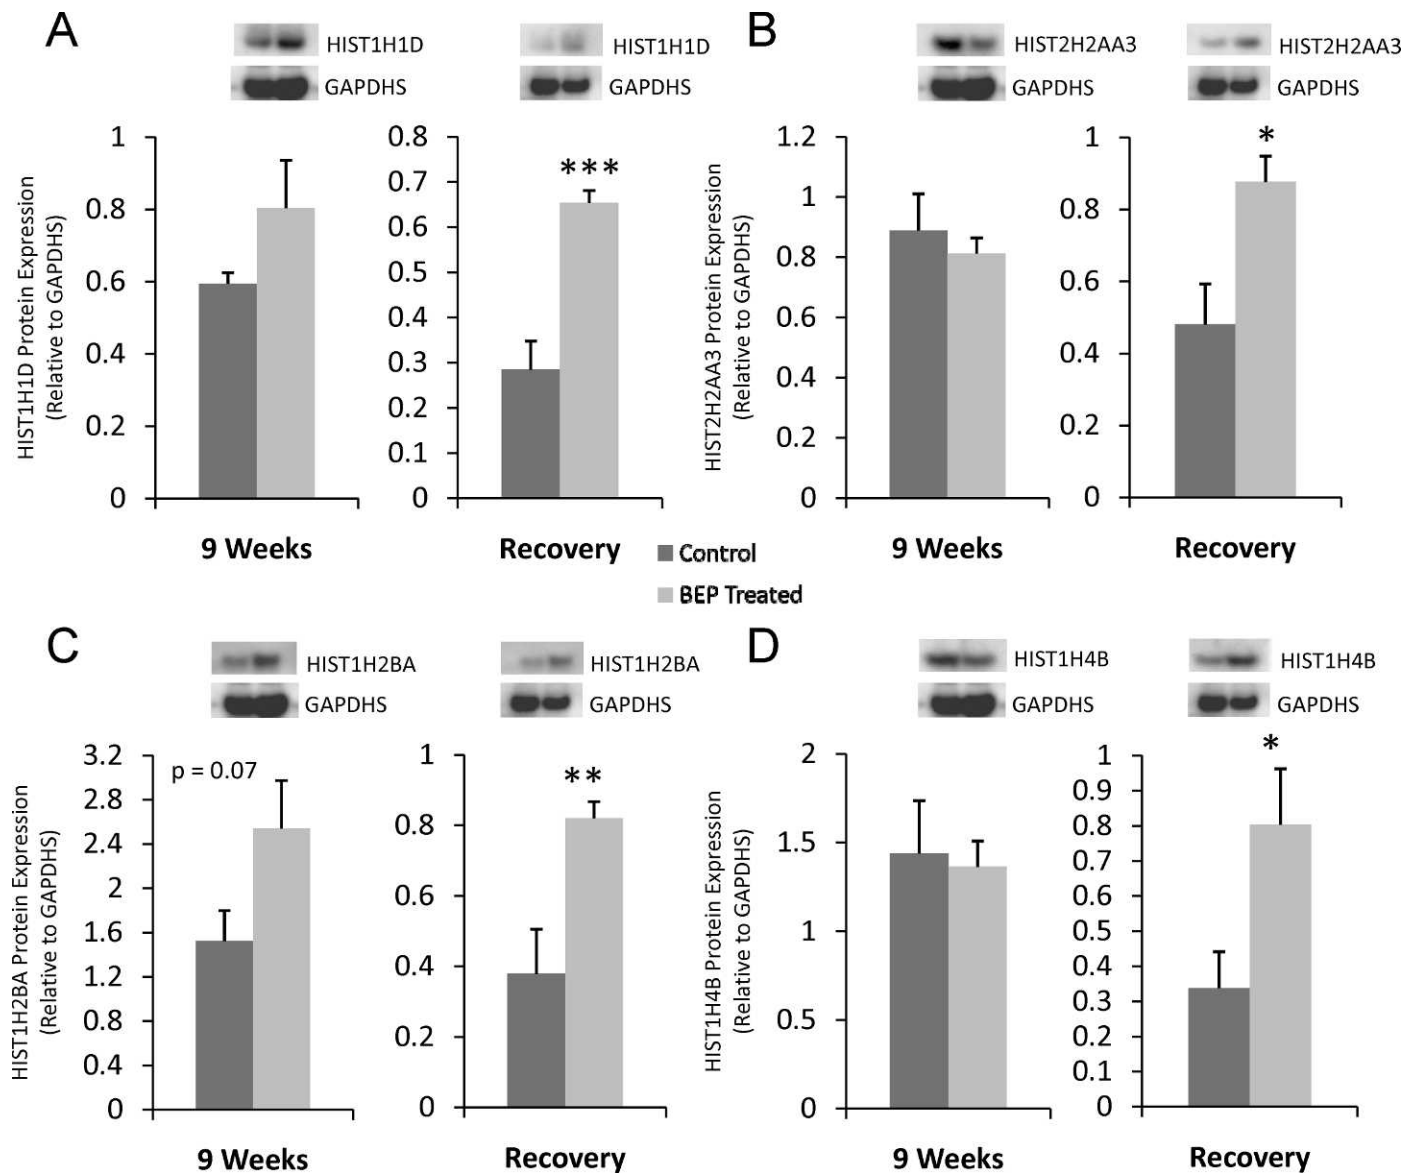 A
HIST1H1D
GAPDHS
HIST1H1D
GAPDHS
HIST1H1D Protein Expression
(Relative to GAPDHS)
1
0.8
0.6
0.4
0.2
0
9 Weeks
0.8
0.7
0.6
0.5
0.4
0.3
0.2
0.1
0
***
Recovery
B
HIST2H2AA3
GAPDHS
HIST2H2AA3
GAPDHS
HIST2H2AA3 Protein Expression
(Relative to GAPDHS)
1.2
1
0.8
0.6
0.4
0.2
0
9 Weeks
1
0.8
0.6
0.4
0.2
0
*
Recovery
Control
BEP Treated
C
HIST1H2BA
GAPDHS
HIST1H2BA
GAPDHS
HIST1H2BA Protein Expression
(Relative to GAPDHS)
3.2
2.8
2.4
2
1.6
1.2
0.8
0.4
0
p = 0.07
9 Weeks
1
0.8
0.6
0.4
0.2
0
**
Recovery
D
HIST1H4B
GAPDHS
HIST1H4B
GAPDHS
HIST1H4B Protein Expression
(Relative to GAPDHS)
2
1.5
1
0.5
0
9 Weeks
1
0.9
0.8
0.7
0.6
0.5
0.4
0.3
0.2
0.1
0
*
Recovery